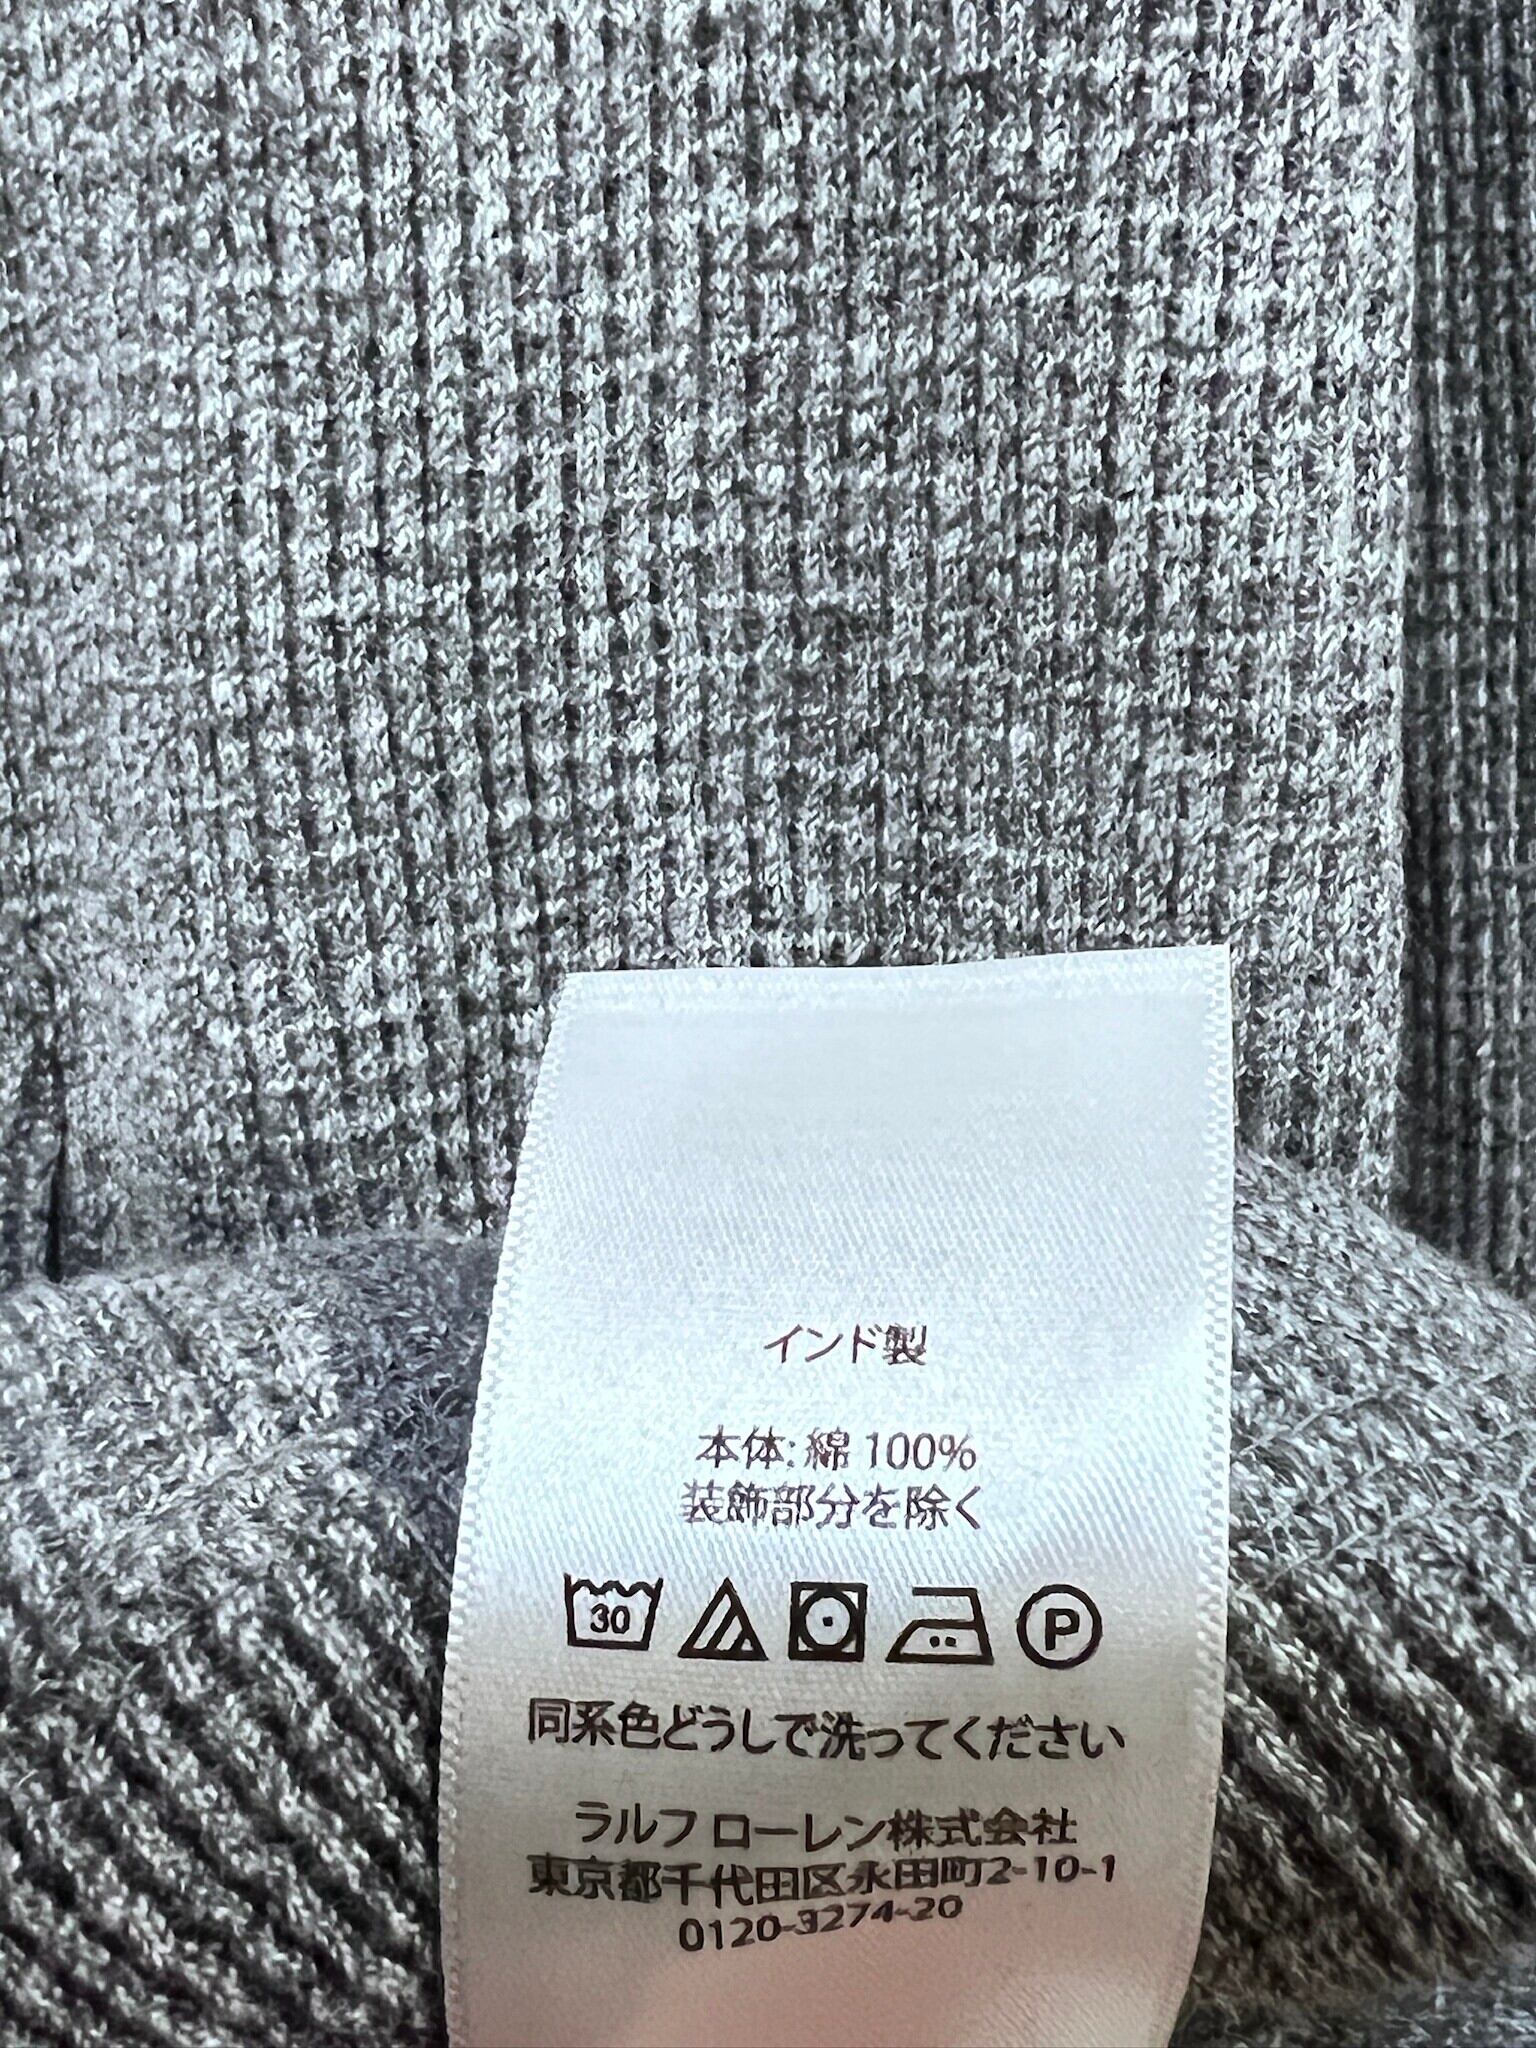 インド製
本体: 綿 100%
装飾部分を除く
30
P
同系色どうしで洗ってください
ラルフ ローレン株式会社
東京都千代田区永田町2-10-1
0120-3274-20